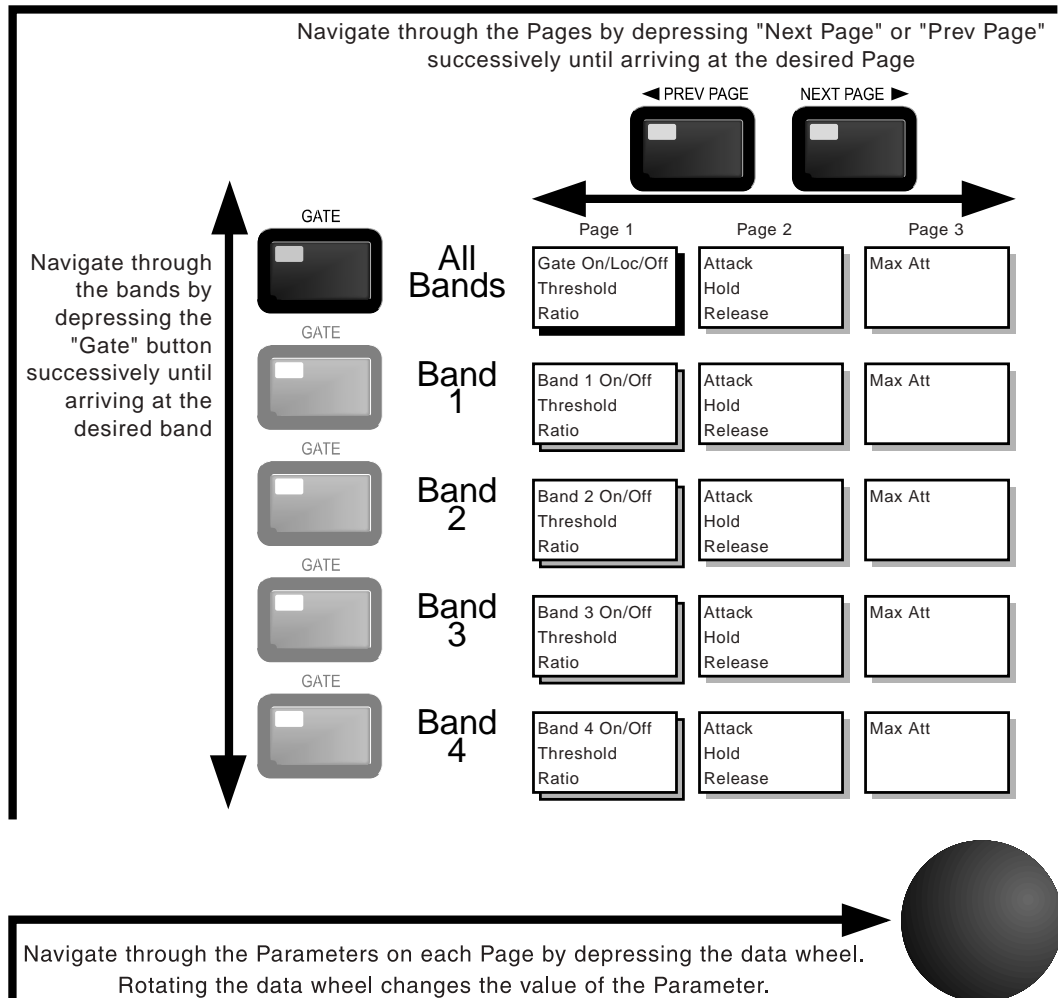 Navigate through the Pages by depressing "Next Page" or "Prev Page"
successively until arriving at the desired Page
◄ PREV PAGE
NEXT PAGE ►
Page 1
Page 2
Page 3
Navigate through
the bands by
depressing the
"Gate" button
successively until
arriving at the
desired band
GATE
All
Bands
Gate On/Loc/Off
Threshold
Ratio
Attack
Hold
Release
Max Att
GATE
Band
1
Band 1 On/Off
Threshold
Ratio
Attack
Hold
Release
Max Att
GATE
Band
2
Band 2 On/Off
Threshold
Ratio
Attack
Hold
Release
Max Att
GATE
Band
3
Band 3 On/Off
Threshold
Ratio
Attack
Hold
Release
Max Att
GATE
Band
4
Band 4 On/Off
Threshold
Ratio
Attack
Hold
Release
Max Att
Navigate through the Parameters on each Page by depressing the data wheel.
Rotating the data wheel changes the value of the Parameter.